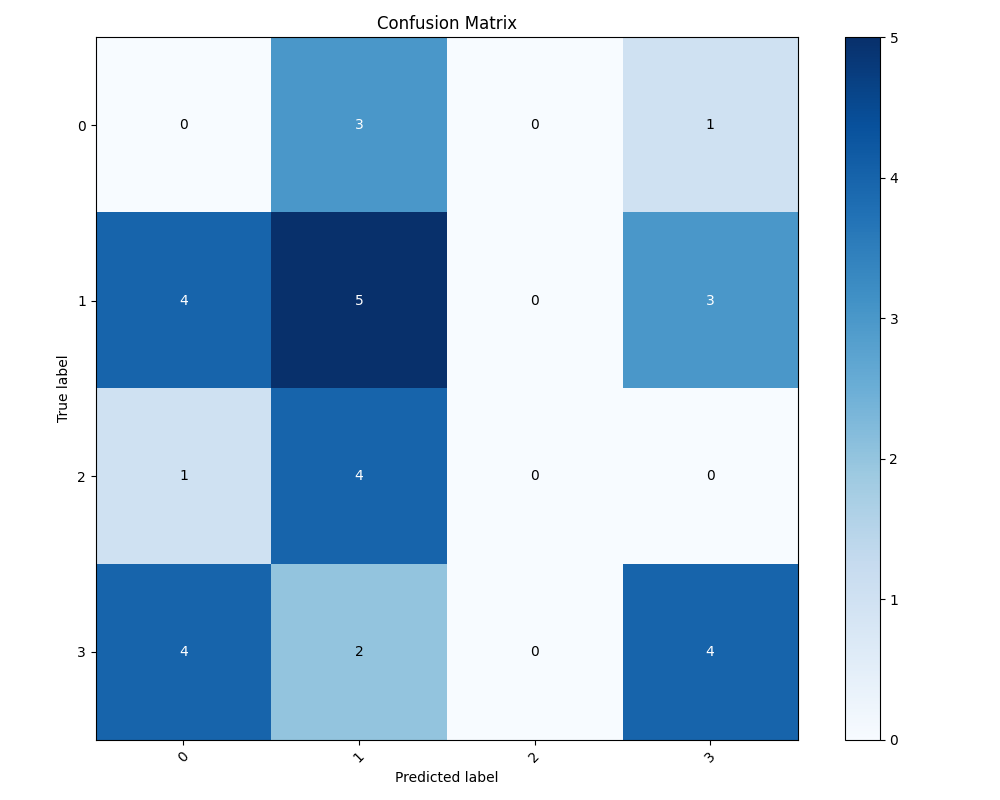 Confusion Matrix
0 0 3 0 1
1 4 5 0 3
True label
2 1 4 0 0
3 4 2 0 4
0 1 2 3
Predicted label
5
4
3
2
1
0